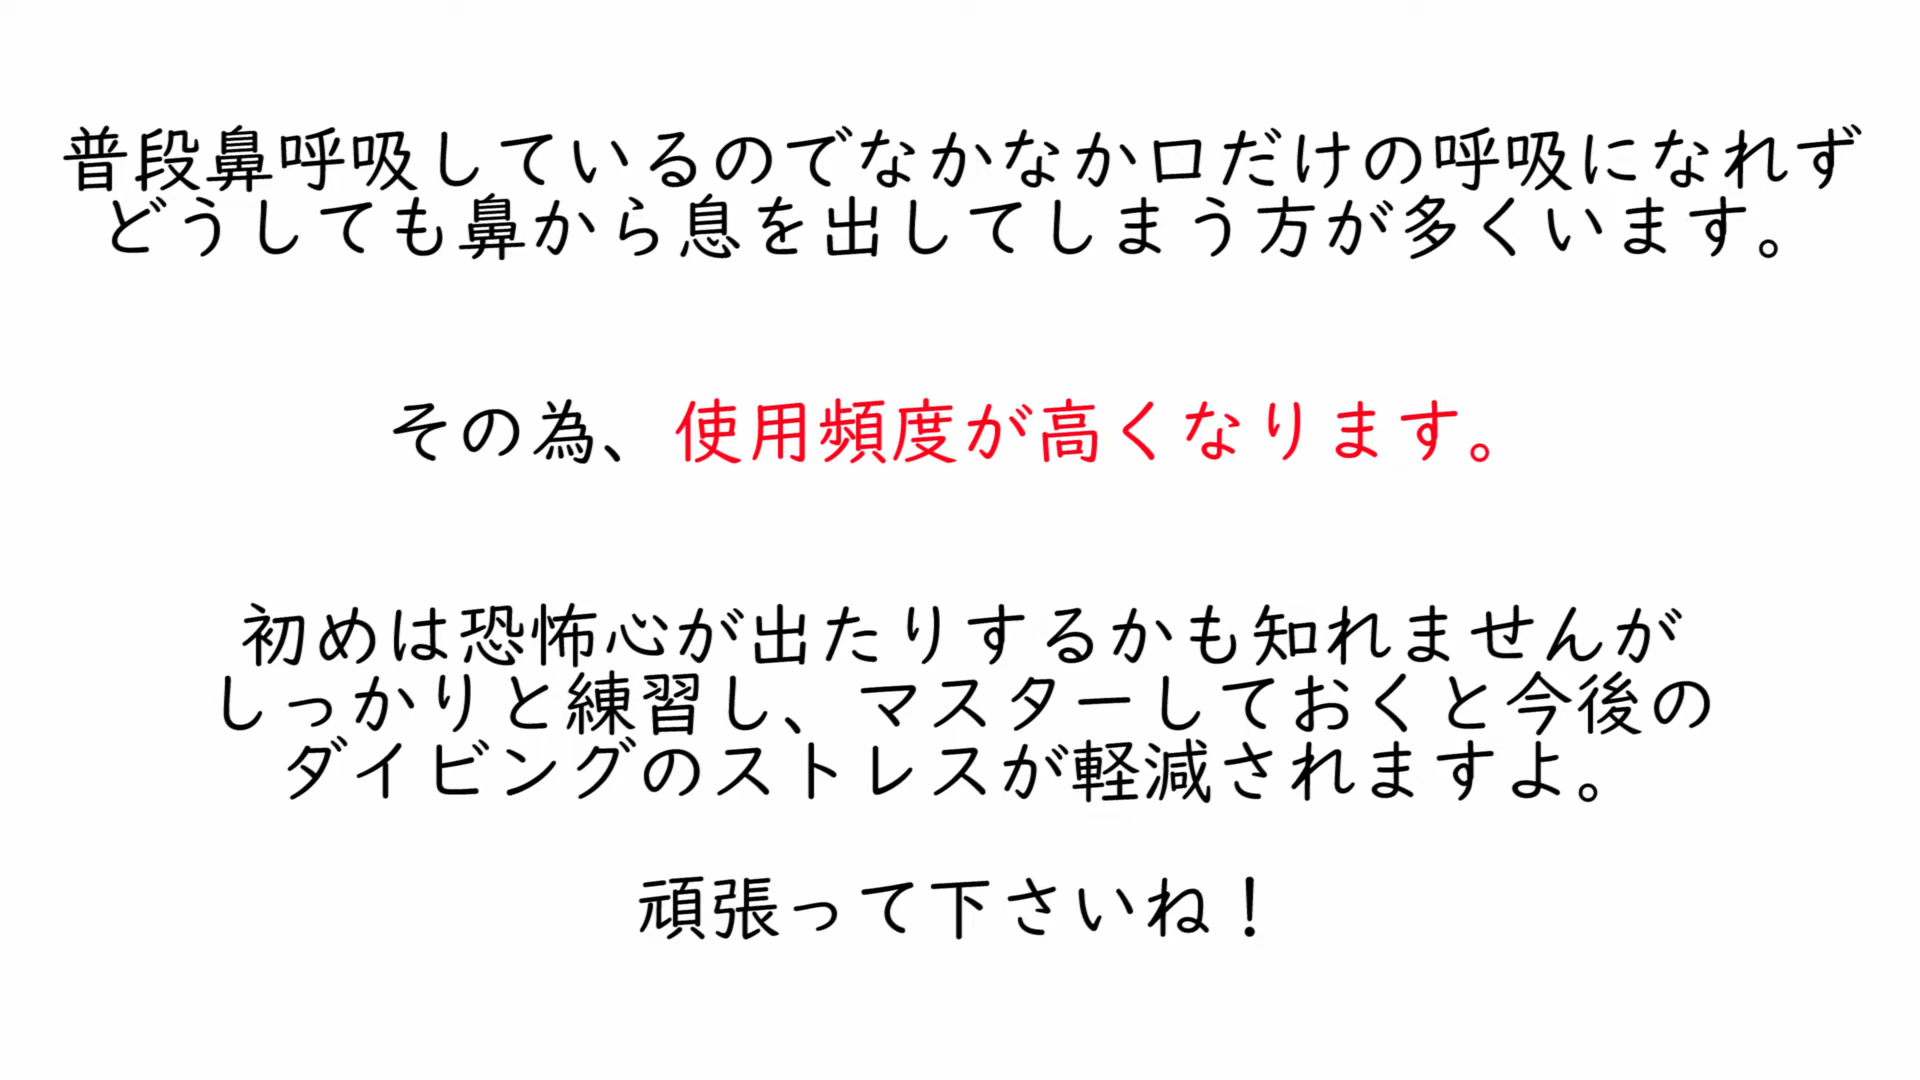 普段鼻呼吸しているのでなかなか口だけの呼吸になれず
どうしても鼻から息を出してしまう方が多くいます。
その為、使用頻度が高くなります。
初めは恐怖心が出たりするかも知れませんが
しっかりと練習し、マスターしておくと今後の
ダイビングのストレスが軽減されますよ。
頑張って下さいね！